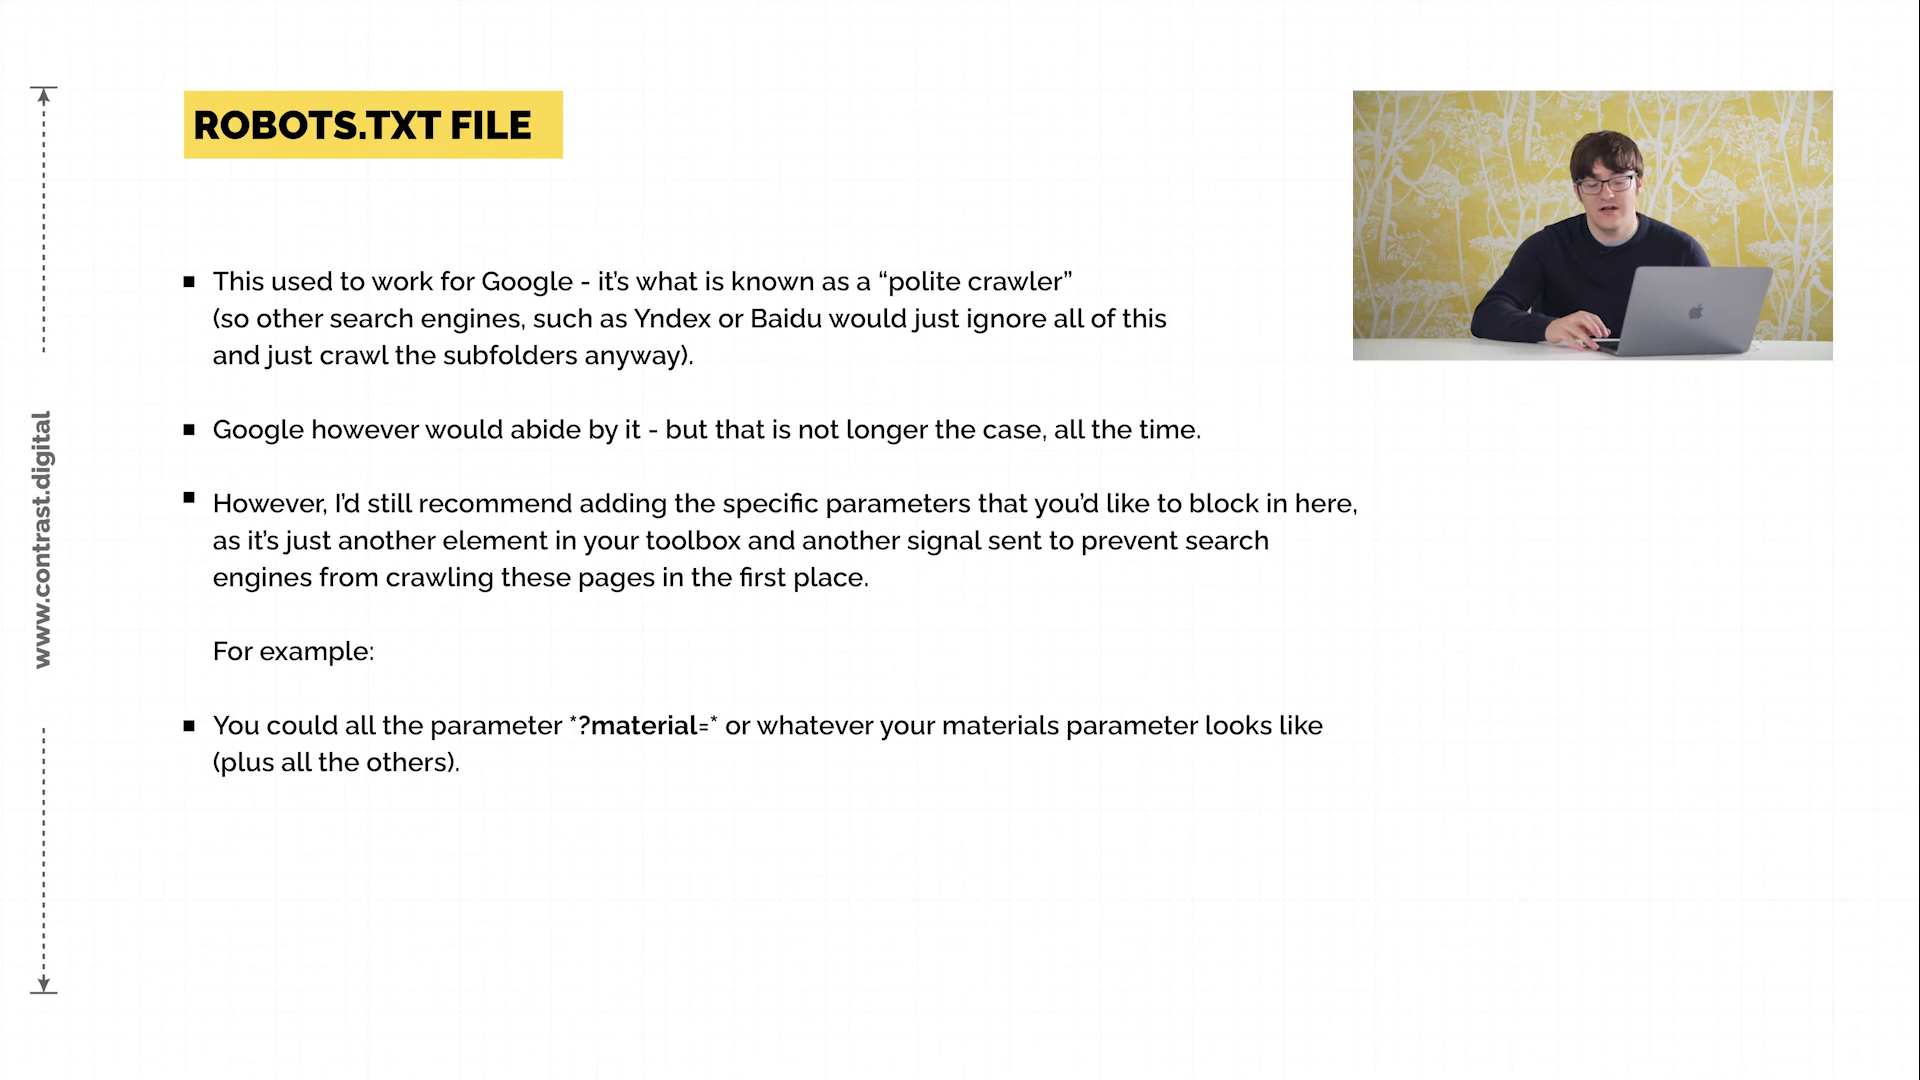 ROBOTS.TXT FILE
This used to work for Google - it's what is known as a “polite crawler”
(so other search engines, such as Yndex or Baidu would just ignore all of this
and just crawl the subfolders anyway).
Google however would abide by it - but that is not longer the case, all the time.
However, I'd still recommend adding the specific parameters that you'd like to block in here,
as it's just another element in your toolbox and another signal sent to prevent search
engines from crawling these pages in the first place.
For example:
You could all the parameter *?material=* or whatever your materials parameter looks like
(plus all the others).
www.contrast.digital